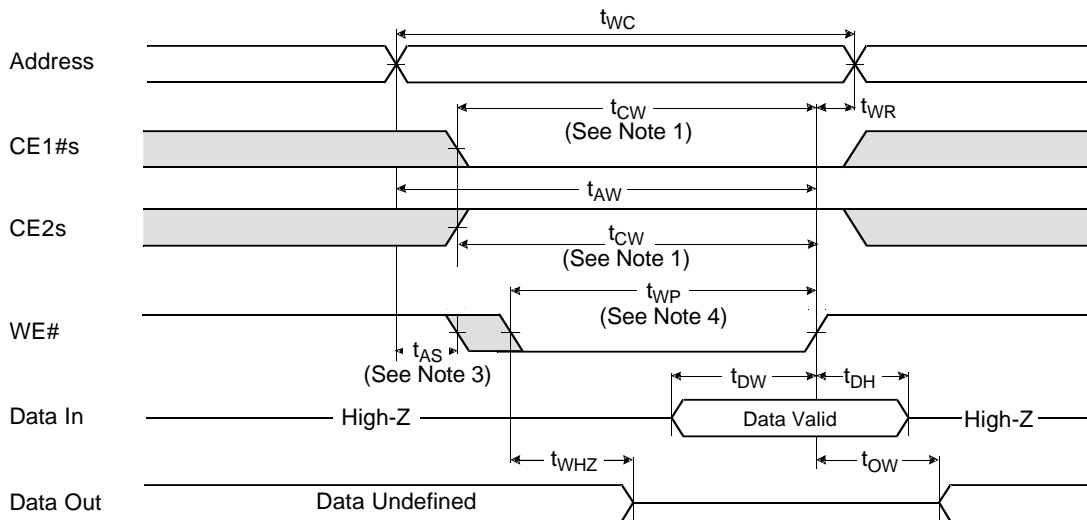 tWC
Address
tCW
(See Note 1)
tWR
CE1#s
tAW
CE2s
tCW
(See Note 1)
tWP
(See Note 4)
WE#
tAS
(See Note 3)
tDW
tDH
Data In
High-Z
Data Valid
High-Z
tWHZ
tOW
Data Out
Data Undefined